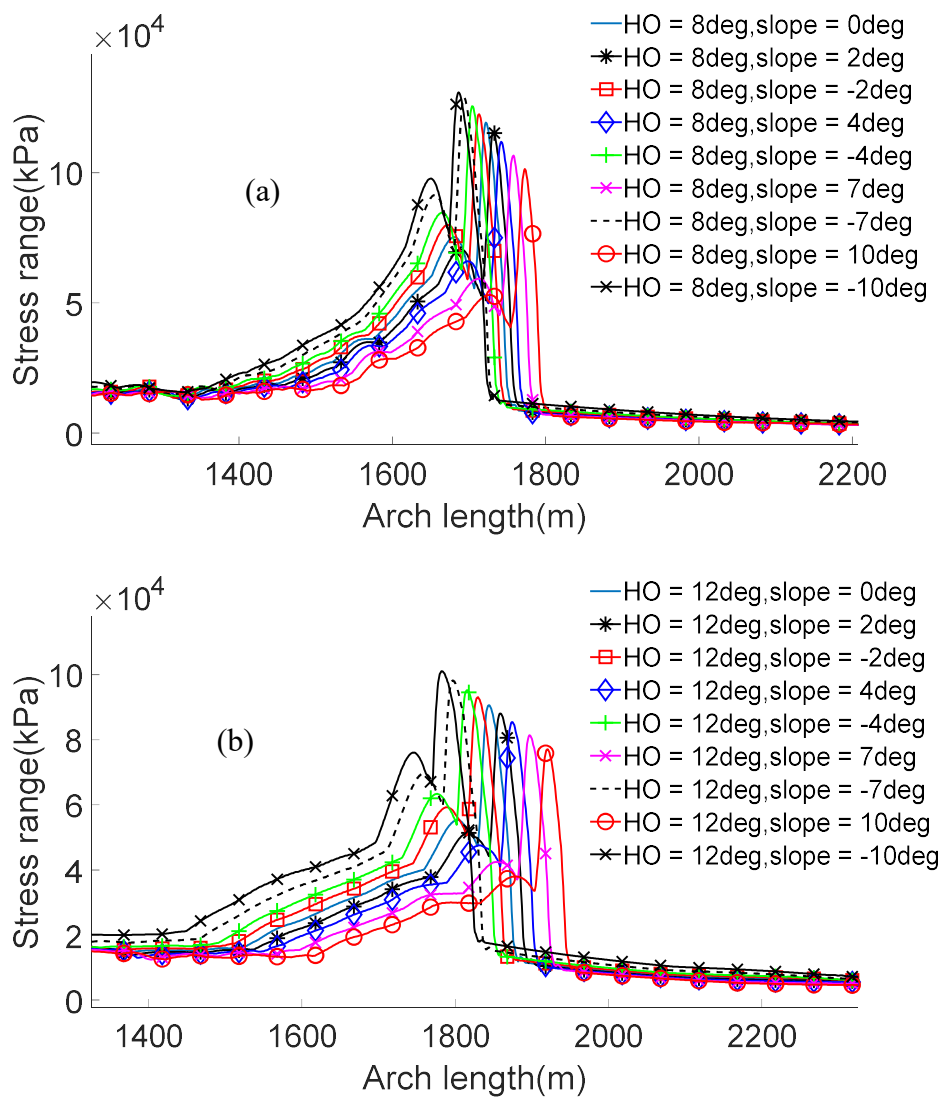 ×10⁴
Stress range(kPa)
10
5
0
(a)
1400 1600 1800 2000 2200
Arch length(m)
HO = 8deg,slope = 0deg
HO = 8deg,slope = 2deg
HO = 8deg,slope = -2deg
HO = 8deg,slope = 4deg
HO = 8deg,slope = -4deg
HO = 8deg,slope = 7deg
HO = 8deg,slope = -7deg
HO = 8deg,slope = 10deg
HO = 8deg,slope = -10deg
×10⁴
Stress range(kPa)
10
8
6
4
2
0
(b)
1400 1600 1800 2000 2200
Arch length(m)
HO = 12deg,slope = 0deg
HO = 12deg,slope = 2deg
HO = 12deg,slope = -2deg
HO = 12deg,slope = 4deg
HO = 12deg,slope = -4deg
HO = 12deg,slope = 7deg
HO = 12deg,slope = -7deg
HO = 12deg,slope = 10deg
HO = 12deg,slope = -10deg